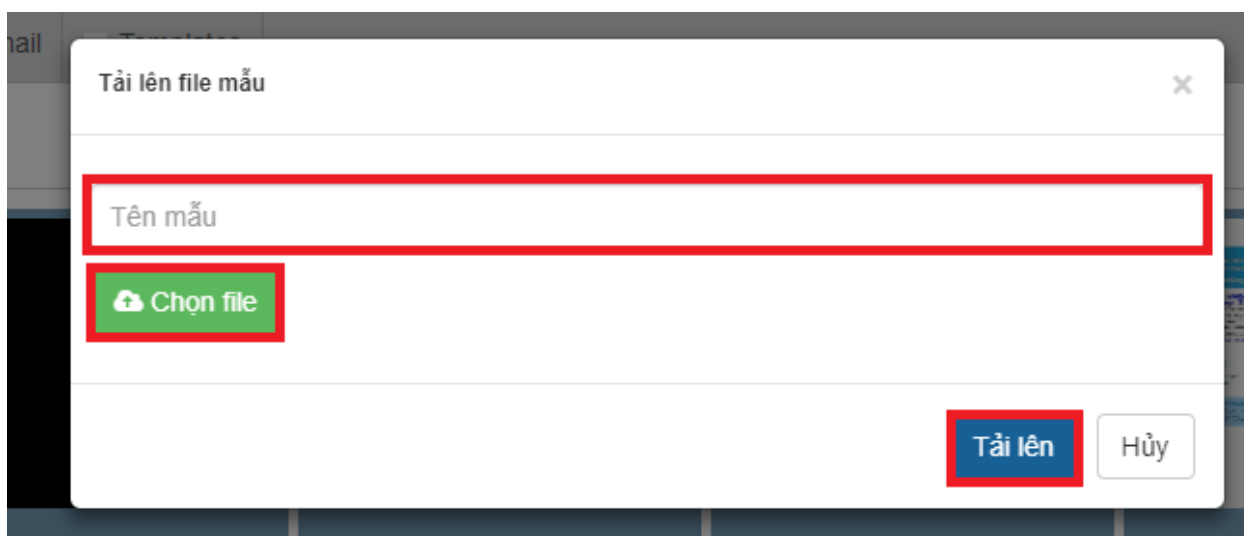 Tải lên file mẫu
×
Tên mẫu
Chọn file
Tải lên Hủy